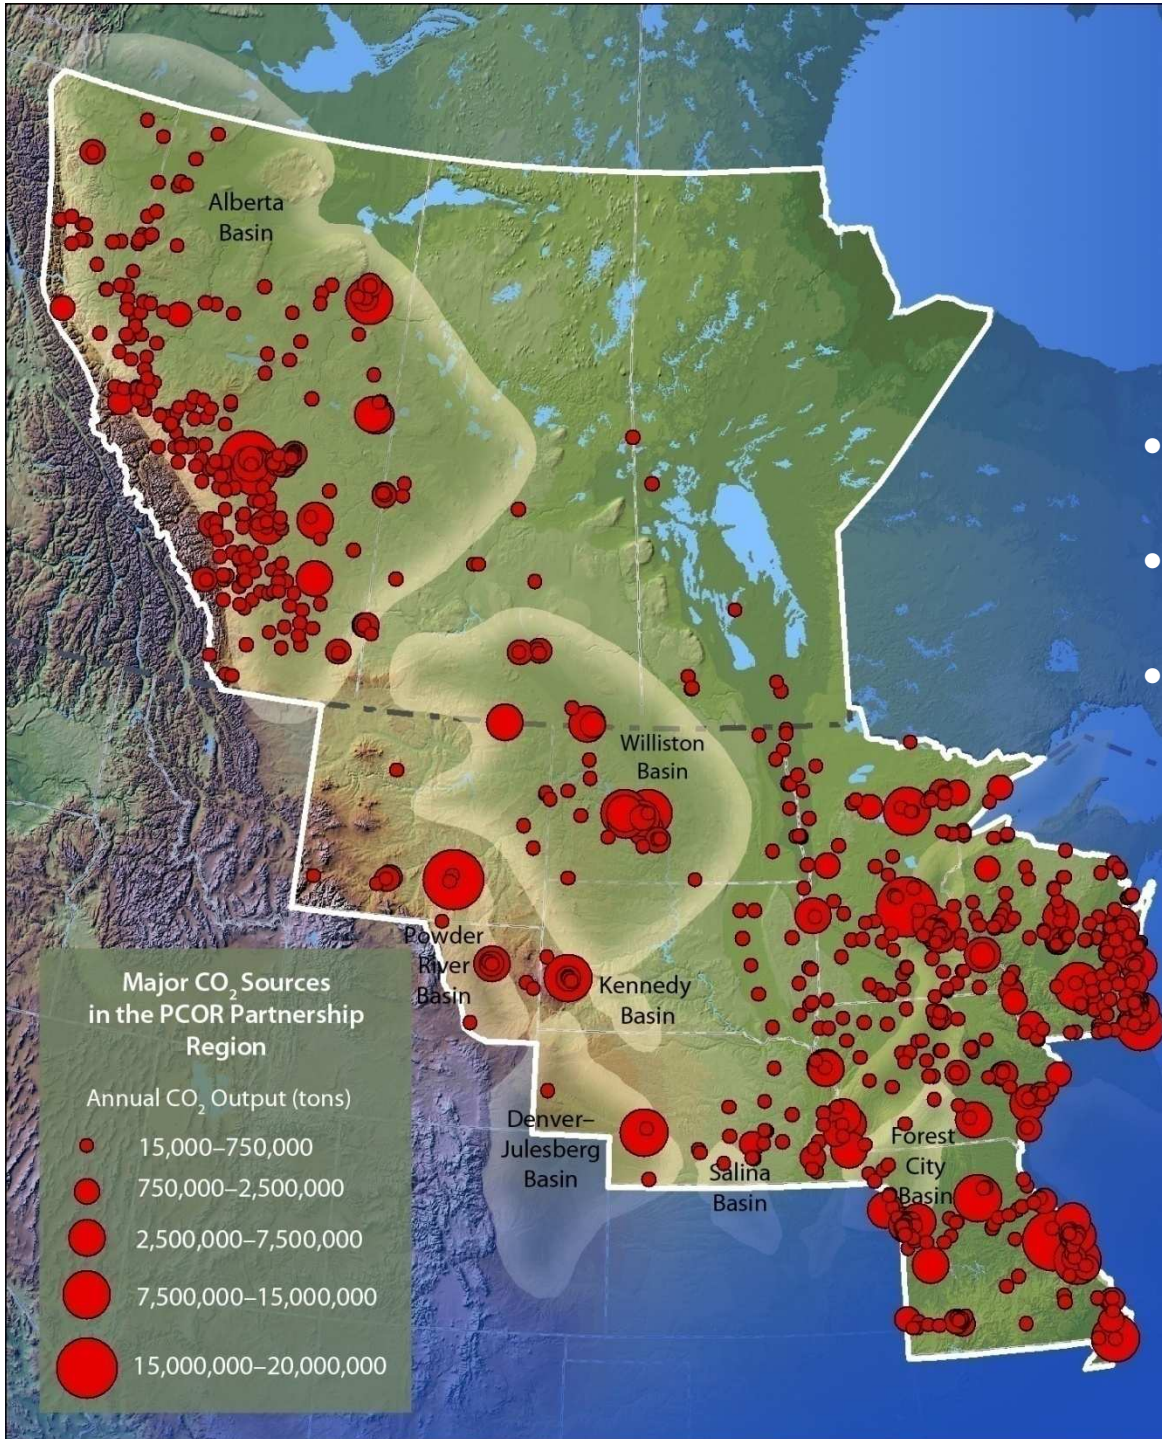 Alberta
Basin
Williston
Basin
Powder
River
Basin
Kennedy
Basin
Denver–
Julesberg
Basin
Salina
Basin
Forest
City
Basin
Major CO₂ Sources
in the PCOR Partnership
Region
Annual CO₂ Output (tons)
15,000–750,000
750,000–2,500,000
2,500,000–7,500,000
7,500,000–15,000,000
15,000,000–20,000,000